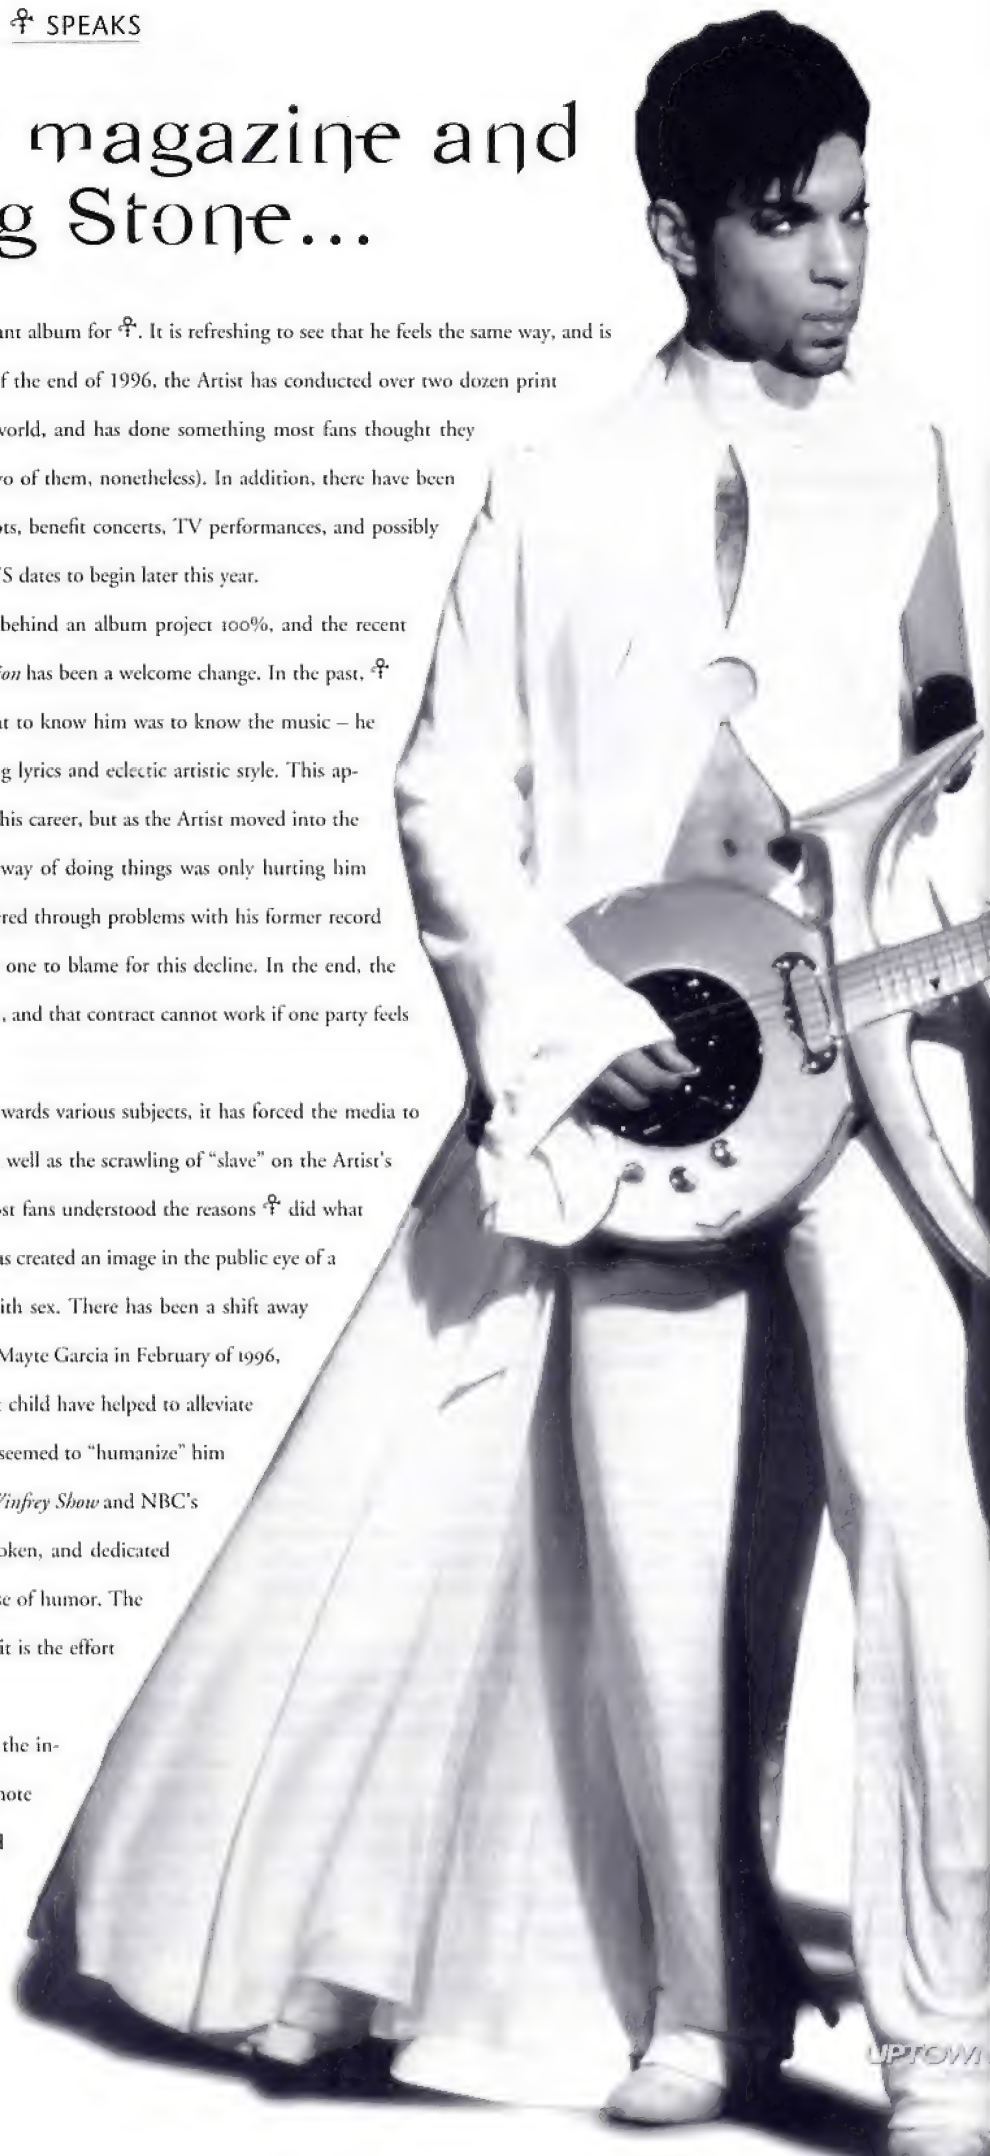 SPEAKS
magazine and
g Stone...
ant album for . It is refreshing to see that he feels the same way, and is
f the end of 1996, the Artist has conducted over two dozen print
world, and has done something most fans thought they
vo of them, nonetheless). In addition, there have been
ots, benefit concerts, TV performances, and possibly
'S dates to begin later this year.
behind an album project 100%, and the recent
ion has been a welcome change. In the past,
at to know him was to know the music – he
g lyrics and eclectic artistic style. This ap-
his career, but as the Artist moved into the
way of doing things was only hurting him
red through problems with his former record
one to blame for this decline. In the end, the
, and that contract cannot work if one party feels
wards various subjects, it has forced the media to
well as the scrawling of "slave" on the Artist's
ost fans understood the reasons did what
as created an image in the public eye of a
ith sex. There has been a shift away
Mayte Garcia in February of 1996,
t child have helped to alleviate
seemed to "humanize" him
Winfrey Show and NBC's
oken, and dedicated
se of humor. The
it is the effort
the in-
note
UPTOWN